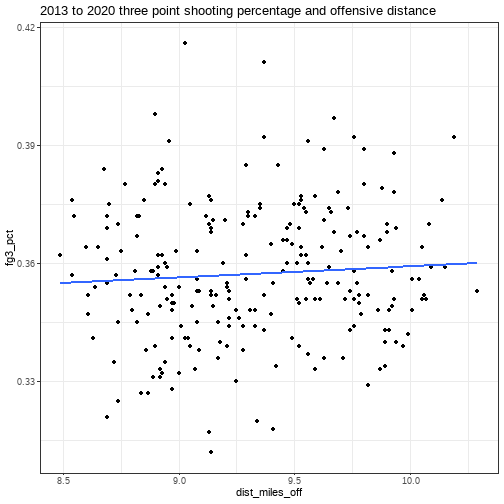 2013 to 2020 three point shooting percentage and offensive distance
0.42
0.39
0.36
0.33
fg3_pct
8.5 9.0 9.5 10.0
dist_miles_off